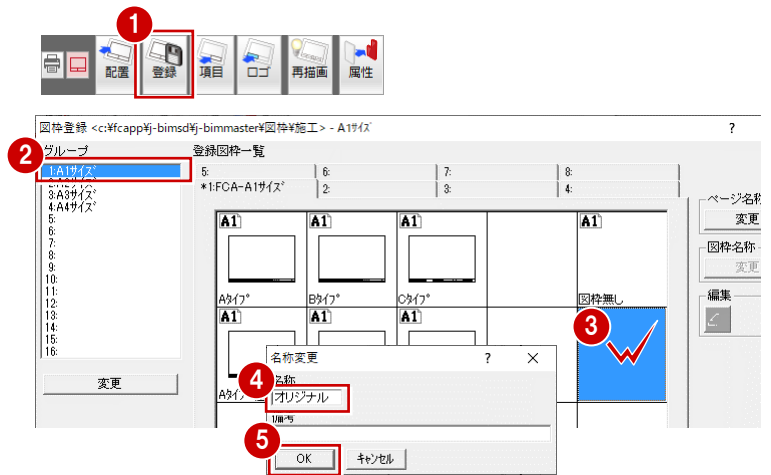 1
配置
登録
項目
ロゴ
再描画
属性
図枠登録 <c:¥fcapp¥j-bimsd¥j-bimmaster¥図枠¥施工> - A1ｻｲｽﾞ
?
2
グループ
登録図枠一覧
1:A1ｻｲｽﾞ
3:A3ｻｲｽﾞ
4:A4ｻｲｽﾞ
5:
6:
7:
8:
9:
10:
11:
12:
13:
14:
15:
16:
変更
5:
6:
7:
8:
*1:FCA-A1ｻｲｽﾞ
2:
3:
4:
A1
A1
A1
A1
Aﾀｲﾌﾟ
Bﾀｲﾌﾟ
Cﾀｲﾌﾟ
図枠無し
A1
A1
A1
3
ページ名称
変更
図枠名称
変更
編集
名称変更
?
4
名称
オリジナル
備考
5
OK
ｷｬﾝｾﾙ